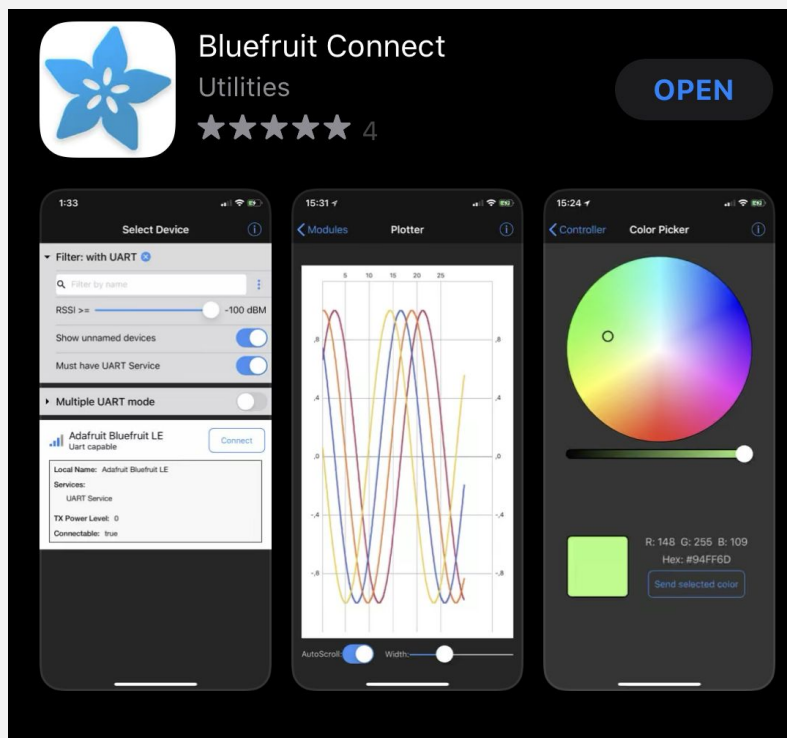 Bluefruit Connect
Utilities
OPEN
4
1:33
Select Device
Filter: with UART
Filter by name
RSSI >= -100 dBM
Show unnamed devices
Must have UART Service
Multiple UART mode
Adafruit Bluefruit LE
Uart capable
Connect
Local Name: Adafruit Bluefruit LE
Services:
UART Service
TX Power Level: 0
Connectable: true
15:31
Modules Plotter
5 10 15 20 25
,8 ,8
,4 ,4
,0 ,0
-,4 -,4
-,8 -,8
AutoScroll: Width:
15:24
Controller Color Picker
R: 148 G: 255 B: 109
Hex: #94FF6D
Send selected color